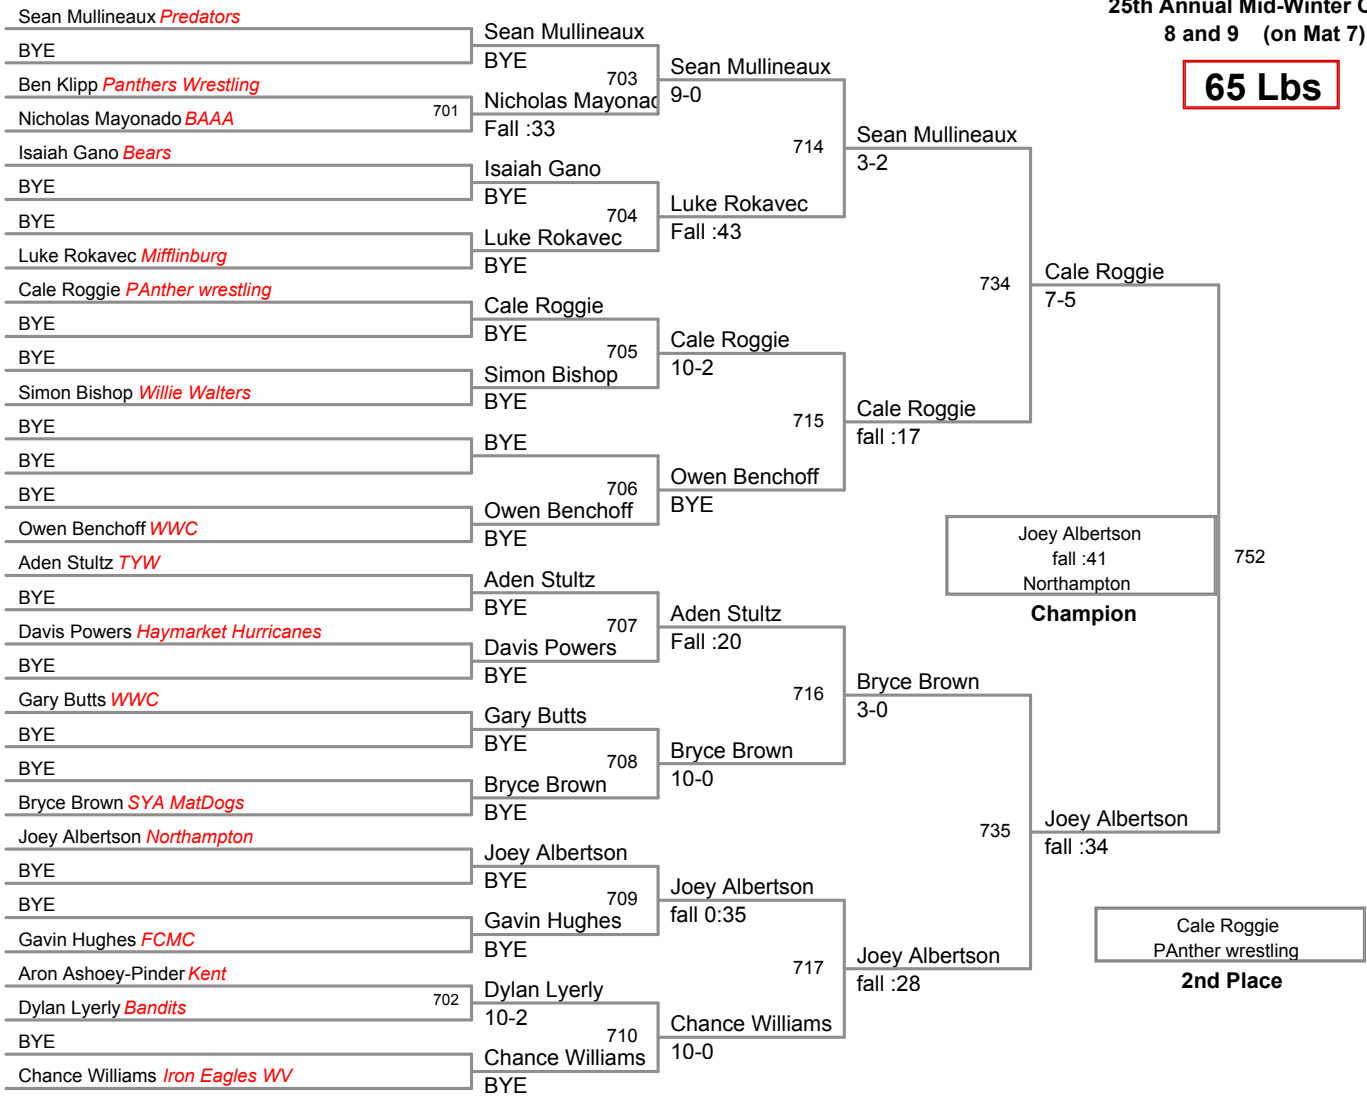 25th Annual Mid-Winter
8 and 9 (on Mat 7)
65 Lbs
Sean Mullineaux Predators
BYE
Ben Klipp Panthers Wrestling
Nicholas Mayonado BAAA
Isaiah Gano Bears
BYE
BYE
Luke Rokavec Mifflinburg
Cale Roggie PAnther wrestling
BYE
BYE
Simon Bishop Willie Walters
BYE
BYE
BYE
Owen Benchoff WWC
Aden Stultz TYW
BYE
Davis Powers Haymarket Hurricanes
BYE
Gary Butts WWC
BYE
BYE
Bryce Brown SYA MatDogs
Joey Albertson Northampton
BYE
BYE
Gavin Hughes FCMC
Aron Ashoey-Pinder Kent
Dylan Lyerly Bandits
BYE
Chance Williams Iron Eagles WV
701
702
Sean Mullineaux
BYE
703
Nicholas Mayonad
Fall :33
Isaiah Gano
BYE
704
Luke Rokavec
BYE
Cale Roggie
BYE
705
Simon Bishop
BYE
BYE
706
Owen Benchoff
BYE
Aden Stultz
BYE
707
Davis Powers
BYE
Gary Butts
BYE
708
Bryce Brown
BYE
Joey Albertson
BYE
709
Gavin Hughes
BYE
Dylan Lyerly
10-2
710
Chance Williams
BYE
Sean Mullineaux
9-0
714
Luke Rokavec
Fall :43
Cale Roggie
10-2
715
Owen Benchoff
BYE
Aden Stultz
Fall :20
716
Bryce Brown
10-0
Joey Albertson
fall 0:35
717
Chance Williams
10-0
Sean Mullineaux
3-2
734
Cale Roggie
fall :17
Bryce Brown
3-0
735
Joey Albertson
fall :28
Cale Roggie
7-5
752
Joey Albertson
fall :34
Joey Albertson
fall :41
Northampton
Champion
Cale Roggie
PAnther wrestling
2nd Place